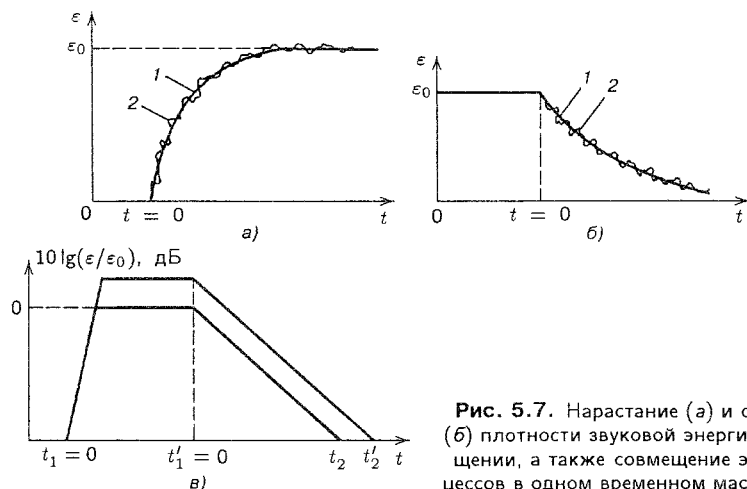 ε
ε₀
1
2
0
t = 0
t
а)
ε
ε₀
1
2
0
t = 0
t
б)
10 lg(ε/ε₀), дБ
0
t₁ = 0
t′₁ = 0
t₂
t′₂
t
в)
Рис. 5.7. Нарастание (а) и с
(б) плотности звуковой энерги
щении, а также совмещение э
цессов в одном временном мас